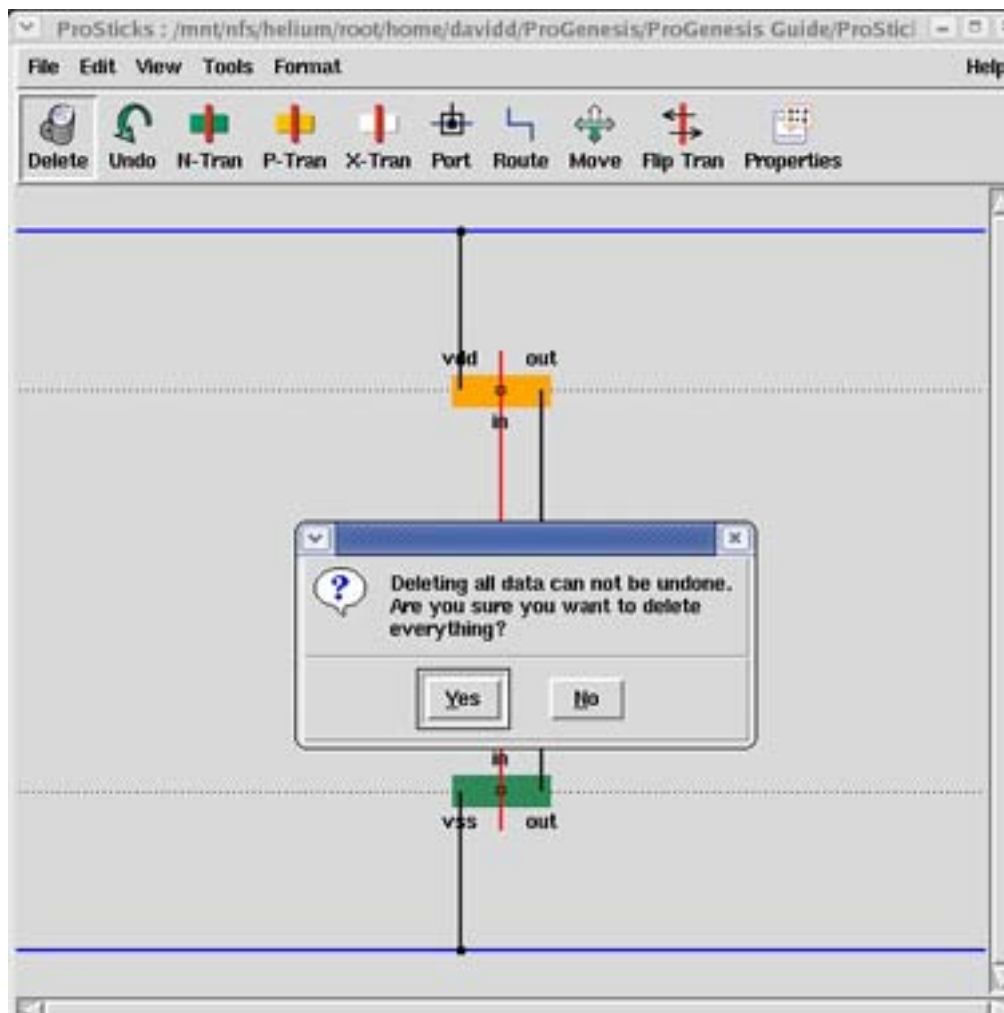 ProSticks : /mnt/nfs/helium/root/home/davidd/ProGenesis/ProGenesis Guide/ProStic
File Edit View Tools Format Help
Delete Undo N-Tran P-Tran X-Tran Port Route Move Flip Tran Properties
vdd out
in
?
Deleting all data can not be undone.
Are you sure you want to delete
everything?
Yes No
in
vss out